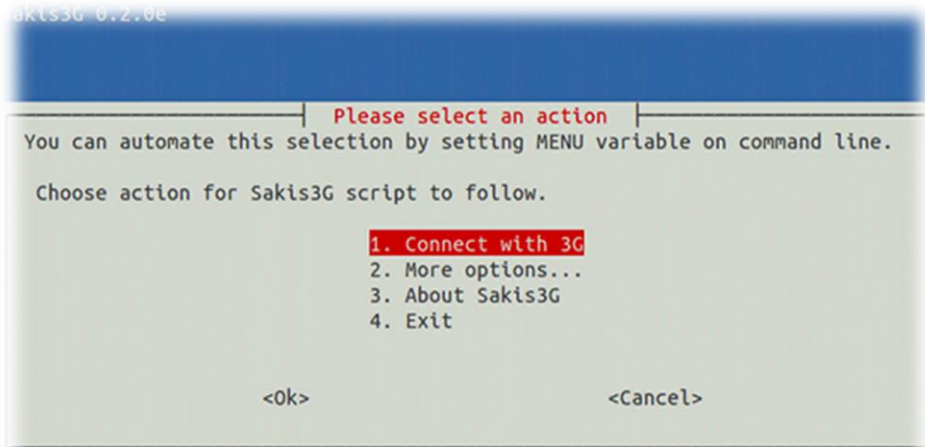 Sakis3G 0.2.0e
Please select an action
You can automate this selection by setting MENU variable on command line.
Choose action for Sakis3G script to follow.
1. Connect with 3G
2. More options...
3. About Sakis3G
4. Exit
<Ok> <Cancel>